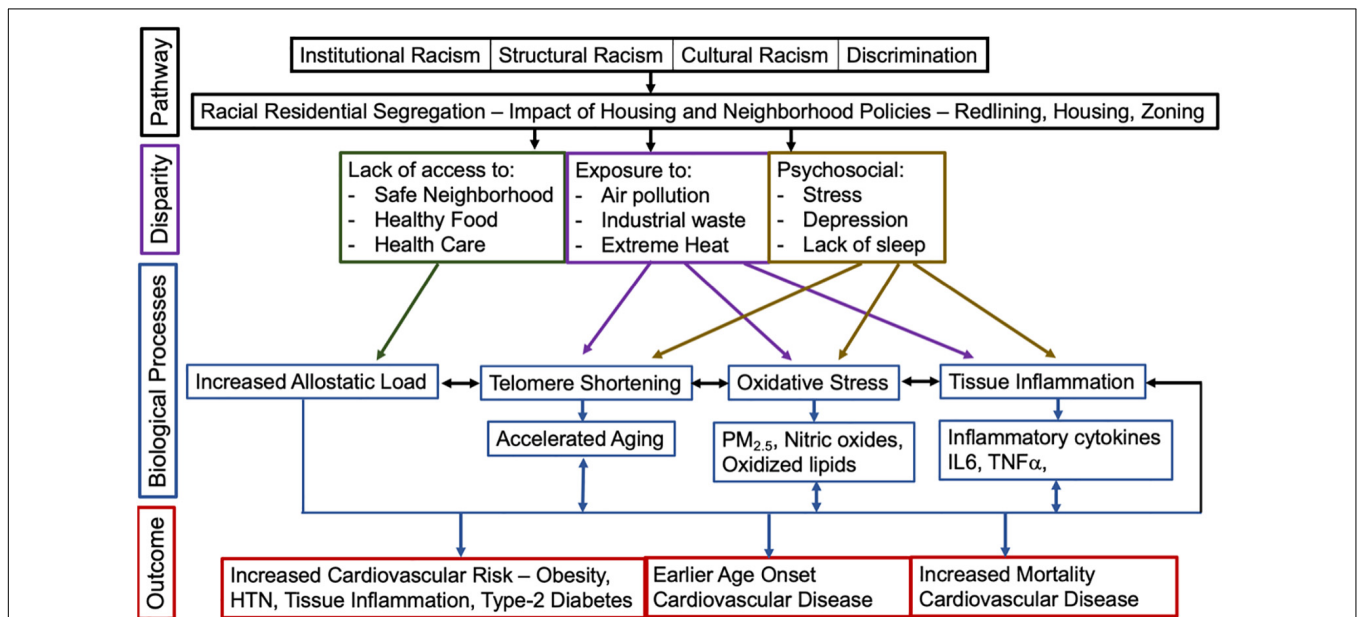 Pathway
Institutional Racism
Structural Racism
Cultural Racism
Discrimination
Racial Residential Segregation – Impact of Housing and Neighborhood Policies – Redlining, Housing, Zoning
Disparity
Lack of access to:
- Safe Neighborhood
- Healthy Food
- Health Care
Exposure to:
- Air pollution
- Industrial waste
- Extreme Heat
Psychosocial:
- Stress
- Depression
- Lack of sleep
Biological Processes
Increased Allostatic Load
Telomere Shortening
Oxidative Stress
Tissue Inflammation
Accelerated Aging
PM2.5, Nitric oxides,
Oxidized lipids
Inflammatory cytokines
IL6, TNFα,
Outcome
Increased Cardiovascular Risk – Obesity,
HTN, Tissue Inflammation, Type-2 Diabetes
Earlier Age Onset
Cardiovascular Disease
Increased Mortality
Cardiovascular Disease